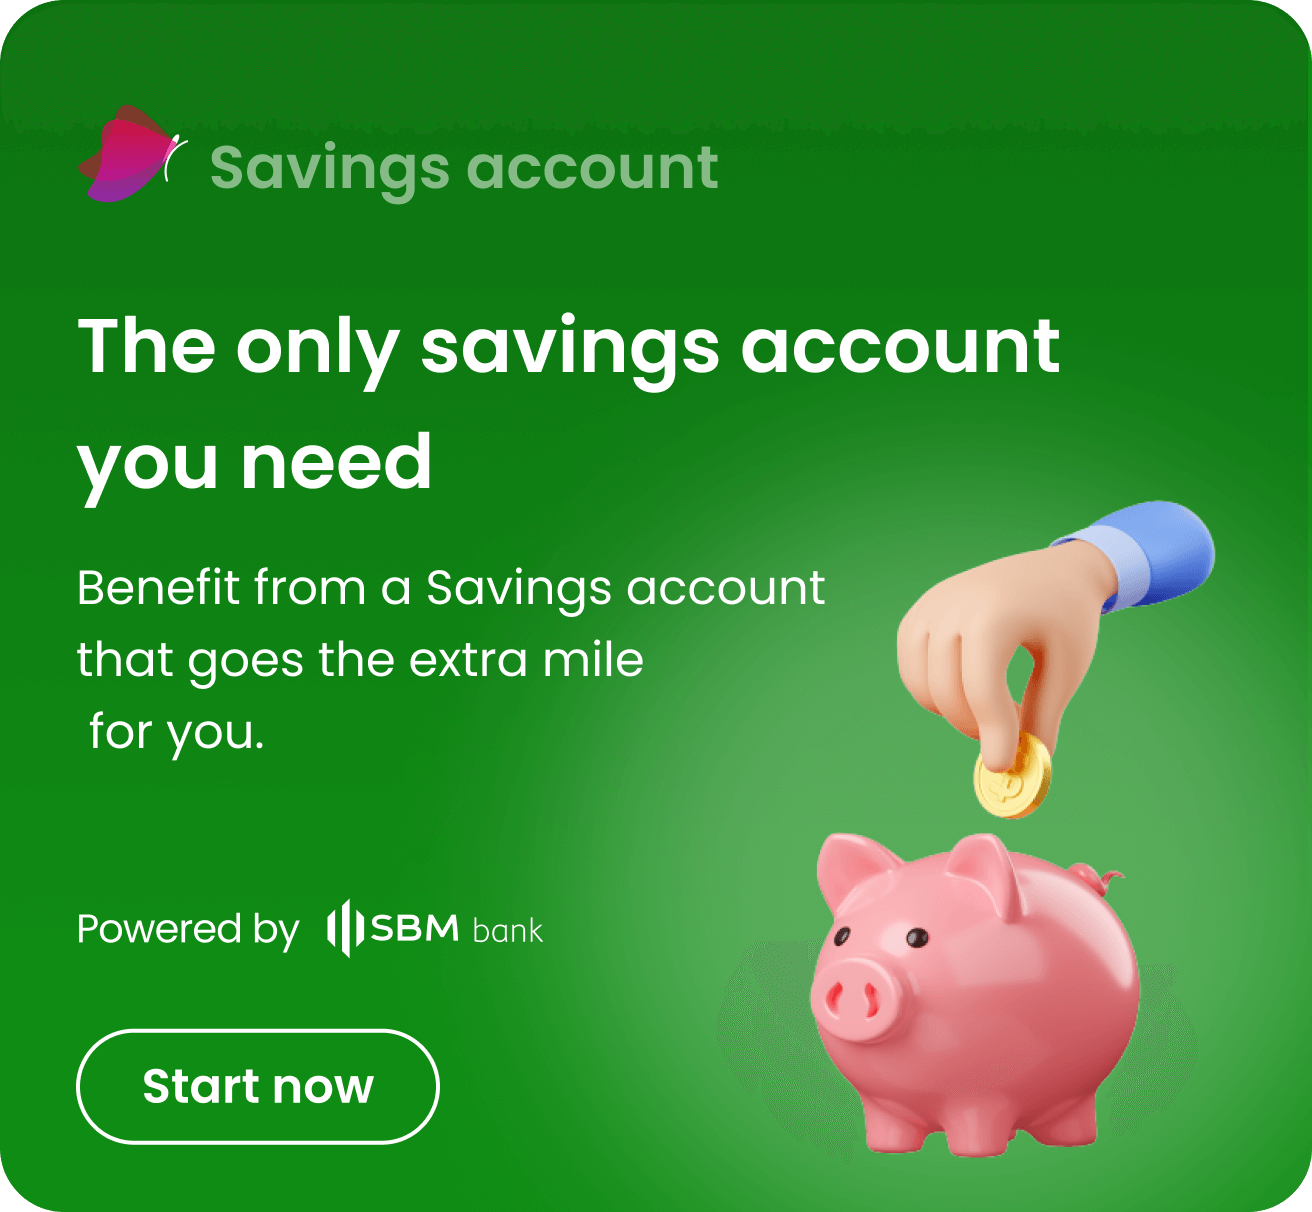 Savings account
The only savings account
you need
Benefit from a Savings account
that goes the extra mile
for you.
Powered by SBM bank
Start now